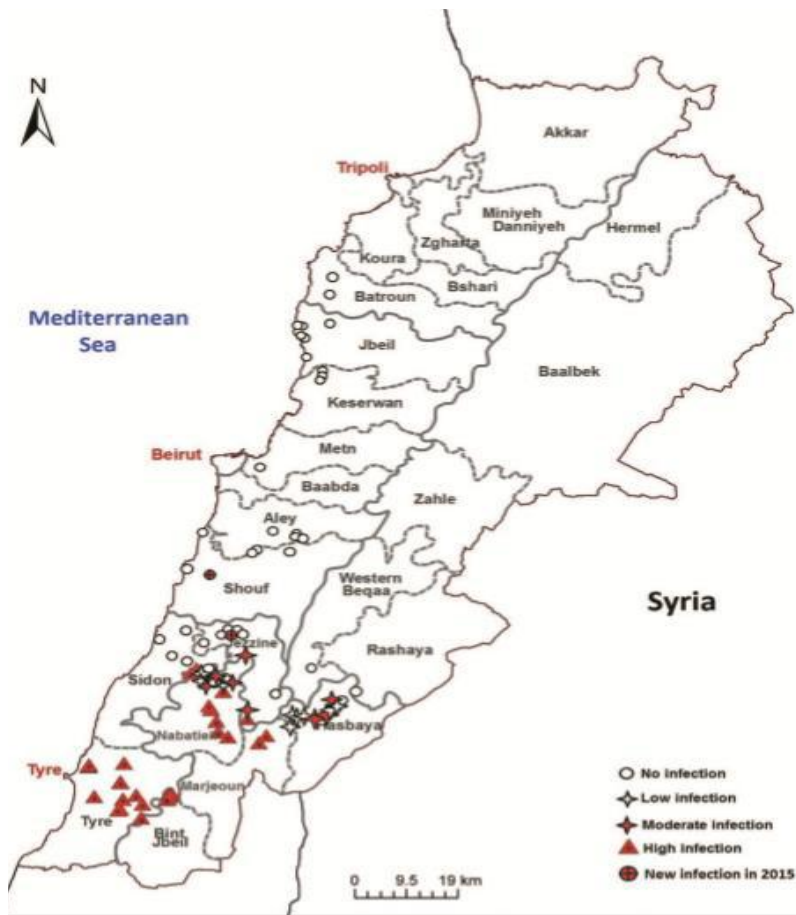 N
Akkar
Tripoli
Miniyeh
Danniyeh
Hermel
Zgharta
Koura
Bshari
Batroun
Mediterranean
Sea
Jbeil
Baalbek
Keserwan
Metn
Beirut
Baabda
Zahle
Aley
Western
Beqaa
Shouf
Syria
Jezzine
Rashaya
Sidon
Hasbaya
Nabatieh
Tyre
Marjeoun
Tyre
Bint
Jbeil
No infection
Low infection
Moderate infection
High infection
New infection in 2015
0 9.5 19 km